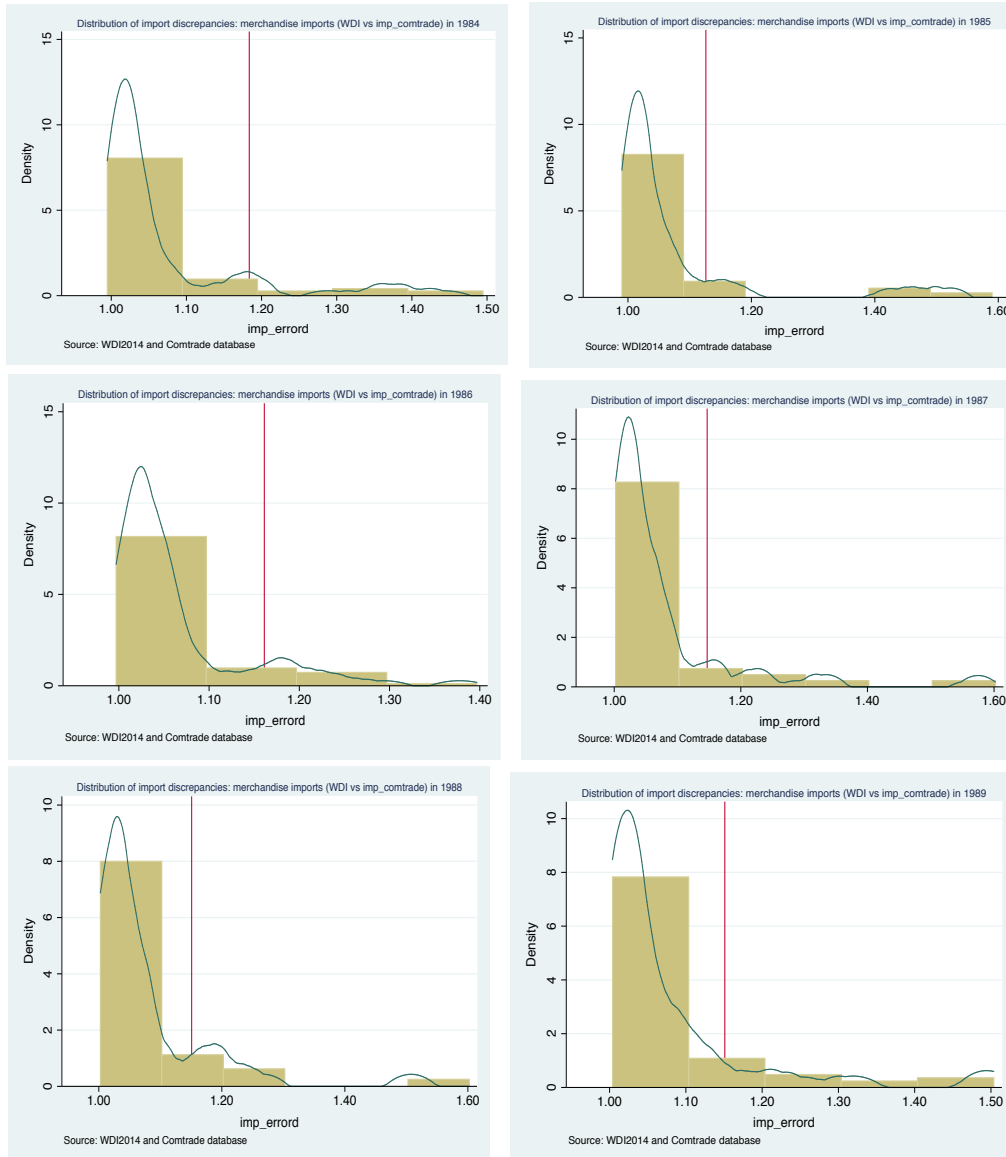 Distribution of import discrepancies: merchandise imports (WDI vs imp_comtrade) in 1984
15
10
5
0
Density
1.00
1.10
1.20
1.30
1.40
1.50
imp_errord
Source: WDI2014 and Comtrade database
Distribution of import discrepancies: merchandise imports (WDI vs imp_comtrade) in 1985
15
10
5
0
Density
1.00
1.20
1.40
1.60
imp_errord
Source: WDI2014 and Comtrade database
Distribution of import discrepancies: merchandise imports (WDI vs imp_comtrade) in 1986
15
10
5
0
Density
1.00
1.10
1.20
1.30
1.40
imp_errord
Source: WDI2014 and Comtrade database
Distribution of import discrepancies: merchandise imports (WDI vs imp_comtrade) in 1987
10
8
6
4
2
0
Density
1.00
1.20
1.40
1.60
imp_errord
Source: WDI2014 and Comtrade database
Distribution of import discrepancies: merchandise imports (WDI vs imp_comtrade) in 1988
10
8
6
4
2
0
Density
1.00
1.20
1.40
1.60
imp_errord
Source: WDI2014 and Comtrade database
Distribution of import discrepancies: merchandise imports (WDI vs imp_comtrade) in 1989
10
8
6
4
2
0
Density
1.00
1.10
1.20
1.30
1.40
1.50
imp_errord
Source: WDI2014 and Comtrade database